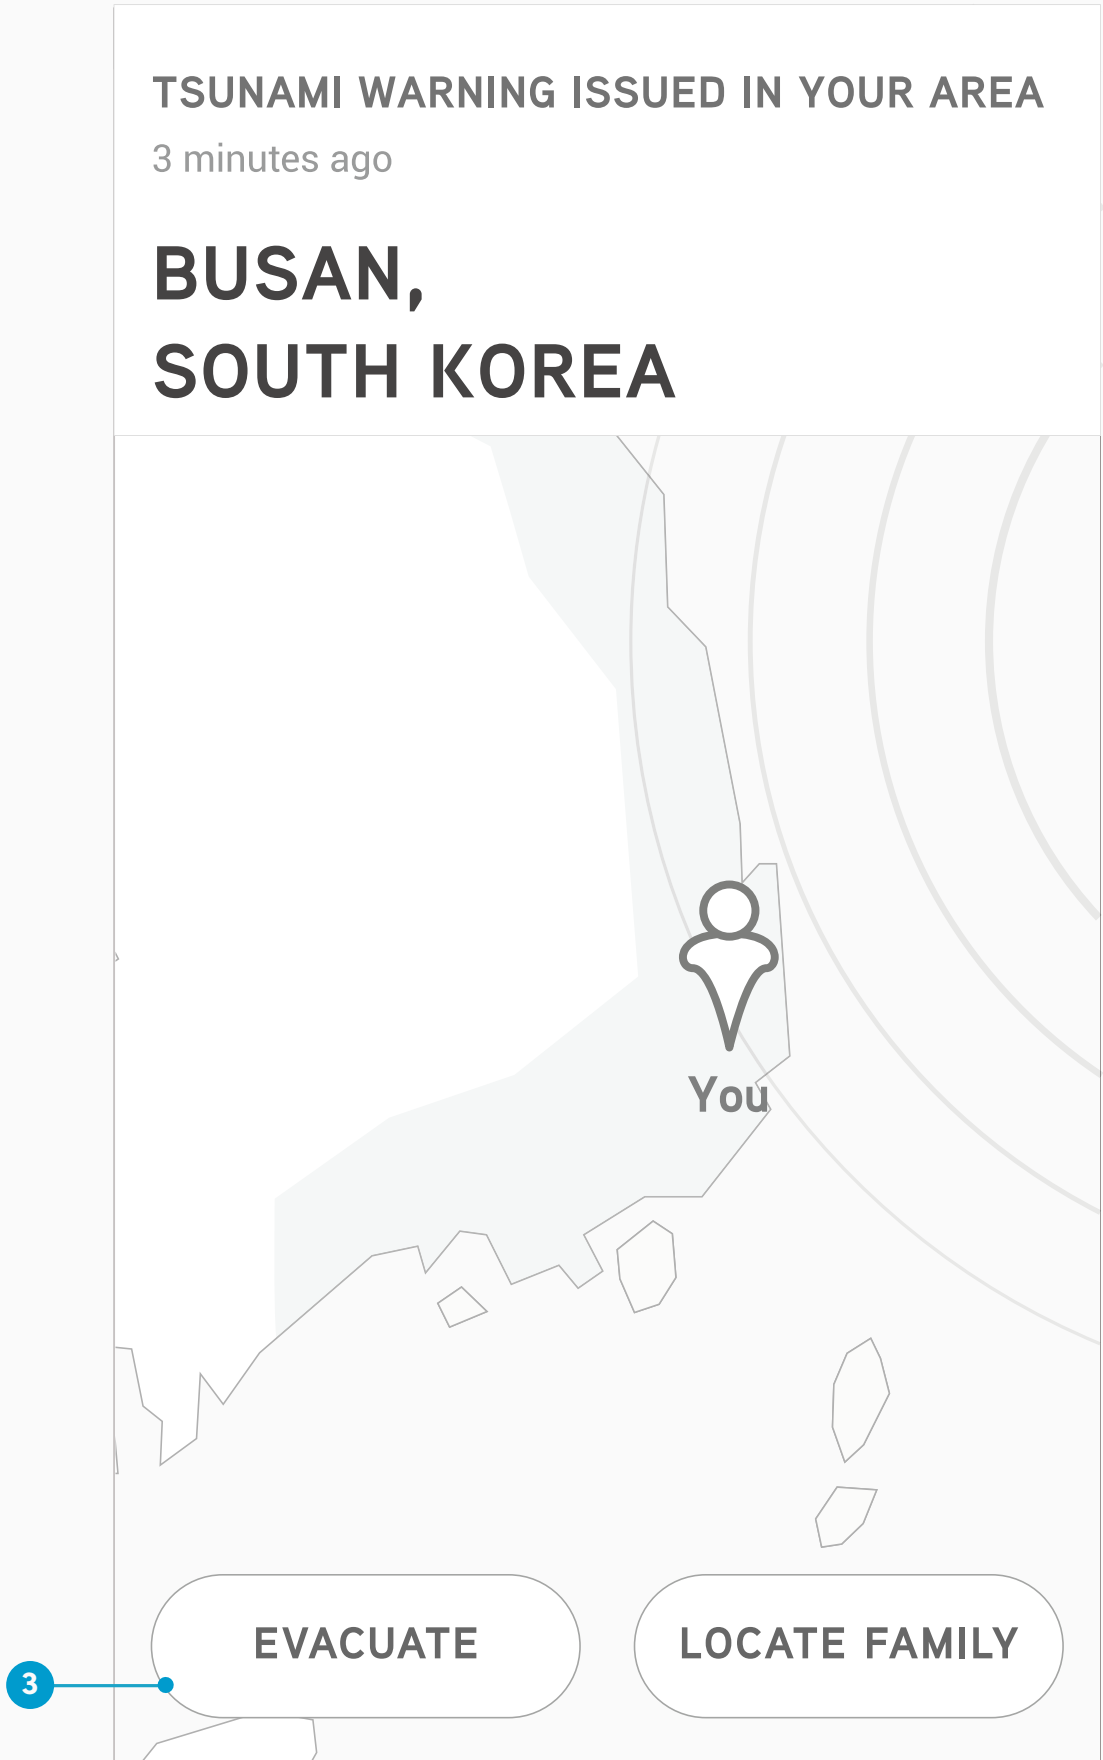 TSUNAMI WARNING ISSUED IN YOUR AREA
3 minutes ago
BUSAN,
SOUTH KOREA
You
EVACUATE
LOCATE FAMILY
3